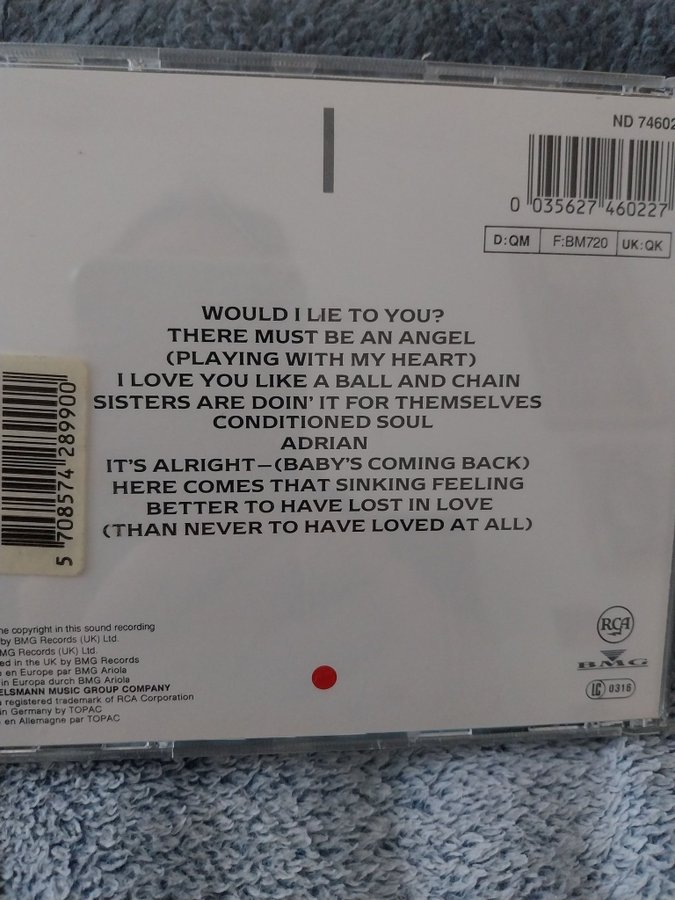 ND 74602
0 035627 460227
D:QM F:BM720 UK:QK
WOULD I LIE TO YOU?
THERE MUST BE AN ANGEL
(PLAYING WITH MY HEART)
I LOVE YOU LIKE A BALL AND CHAIN
SISTERS ARE DOIN' IT FOR THEMSELVES
CONDITIONED SOUL
ADRIAN
IT'S ALRIGHT—(BABY'S COMING BACK)
HERE COMES THAT SINKING FEELING
BETTER TO HAVE LOST IN LOVE
(THAN NEVER TO HAVE LOVED AT ALL)
5 708574 289900
copyright in this sound recording
by BMG Records (UK) Ltd.
MG Records (UK) Ltd.
ed in the UK by BMG Records
en Europe par BMG Ariola
in Europa durch BMG Ariola
ELSMANN MUSIC GROUP COMPANY
registered trademark of RCA Corporation
in Germany by TOPAC
en Allemagne par TOPAC
RCA
BMG
LC 0316